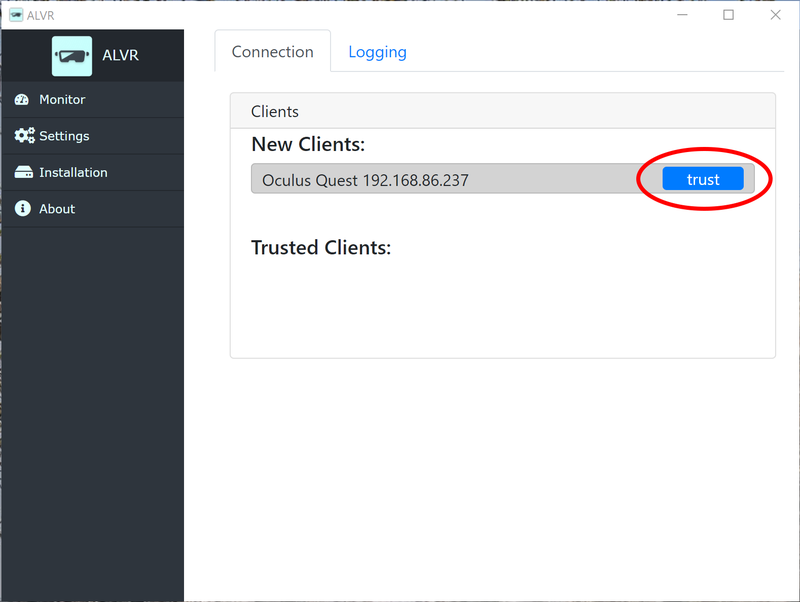 ALVR
ALVR
Monitor
Settings
Installation
About
Connection
Logging
Clients
New Clients:
Oculus Quest 192.168.86.237
trust
Trusted Clients: